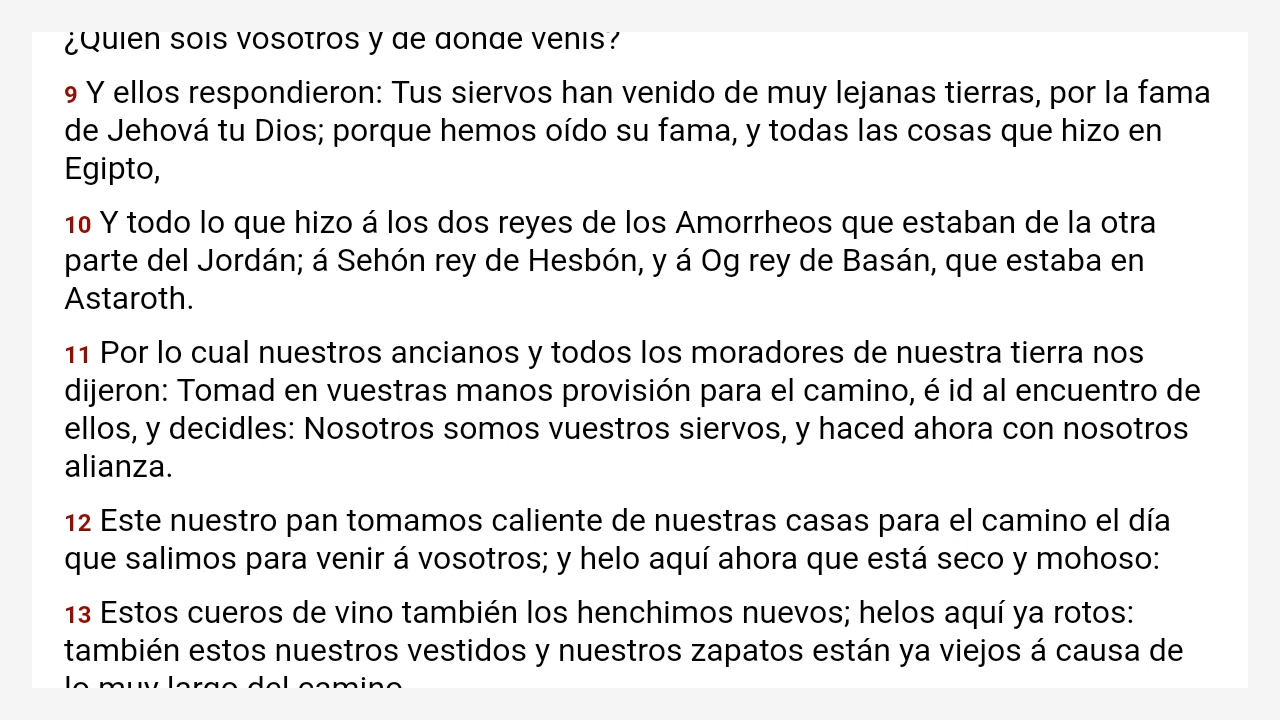 ¿Quién sois vosotros y de dónde venís?
9 Y ellos respondieron: Tus siervos han venido de muy lejanas tierras, por la fama
de Jehová tu Dios; porque hemos oído su fama, y todas las cosas que hizo en
Egipto,
10 Y todo lo que hizo á los dos reyes de los Amorrheos que estaban de la otra
parte del Jordán; á Sehón rey de Hesbón, y á Og rey de Basán, que estaba en
Astaroth.
11 Por lo cual nuestros ancianos y todos los moradores de nuestra tierra nos
dijeron: Tomad en vuestras manos provisión para el camino, é id al encuentro de
ellos, y decidles: Nosotros somos vuestros siervos, y haced ahora con nosotros
alianza.
12 Este nuestro pan tomamos caliente de nuestras casas para el camino el día
que salimos para venir á vosotros; y helo aquí ahora que está seco y mohoso:
13 Estos cueros de vino también los henchimos nuevos; helos aquí ya rotos:
también estos nuestros vestidos y nuestros zapatos están ya viejos á causa de
lo muy largo del camino